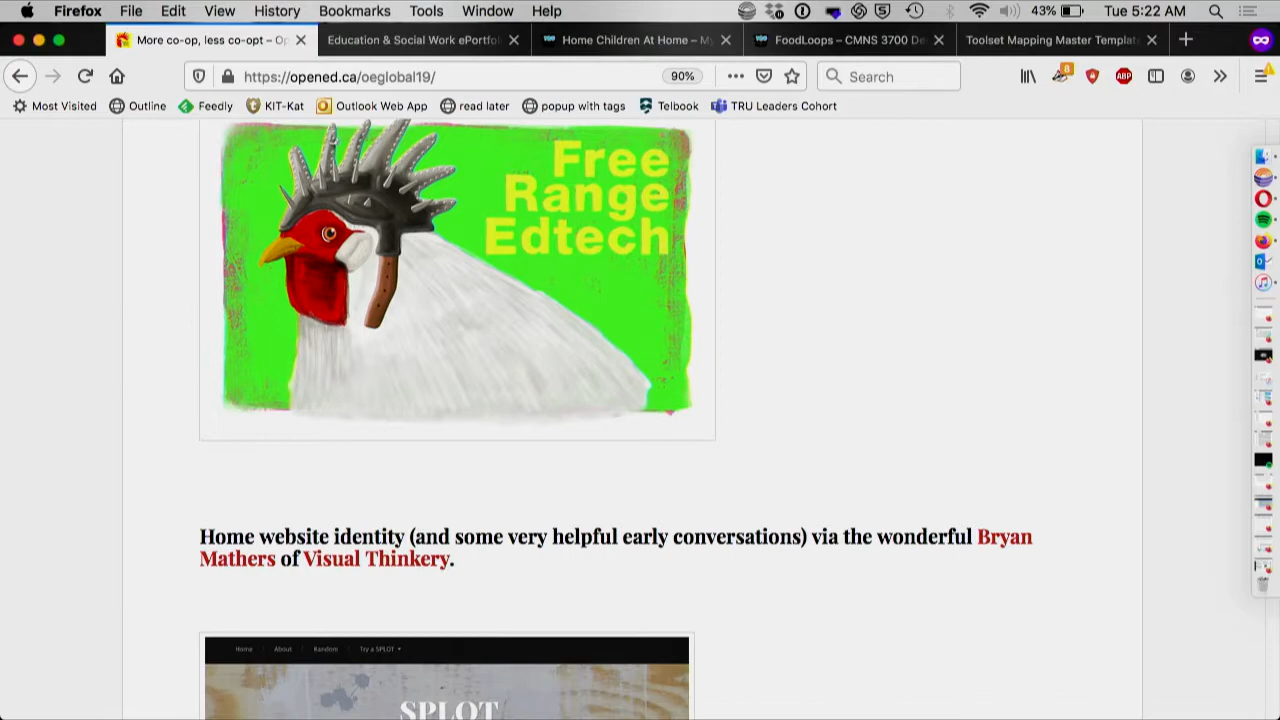 Firefox File Edit View History Bookmarks Tools Window Help 43% Tue 5:22 AM
More co-op, less co-opt – Op
Education & Social Work ePortfoli
Home Children At Home – My
FoodLoops – CMNS 3700 De
Toolset Mapping Master Templat
https://opened.ca/oeglobal19/ 90% Search 8 ABP
Most Visited Outline Feedly KIT-Kat Outlook Web App read later popup with tags Telbook TRU Leaders Cohort
Free
Range
Edtech
Home website identity (and some very helpful early conversations) via the wonderful Bryan
Mathers of Visual Thinkery.
Home About Random Try a SPLOT
SPLOT